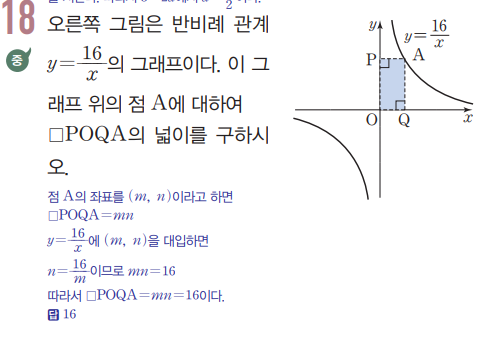 18
중
오른쪽 그림은 반비례 관계
y=16/x의 그래프이다. 이 그
래프 위의 점 A에 대하여
□POQA의 넓이를 구하시
오.
점 A의 좌표를 (m, n)이라고 하면
□POQA=mn
y=16/x에 (m, n)을 대입하면
n=16/m이므로 mn=16
따라서 □POQA=mn=16이다.
답 16
y
y=16/x
P
A
O
Q
x